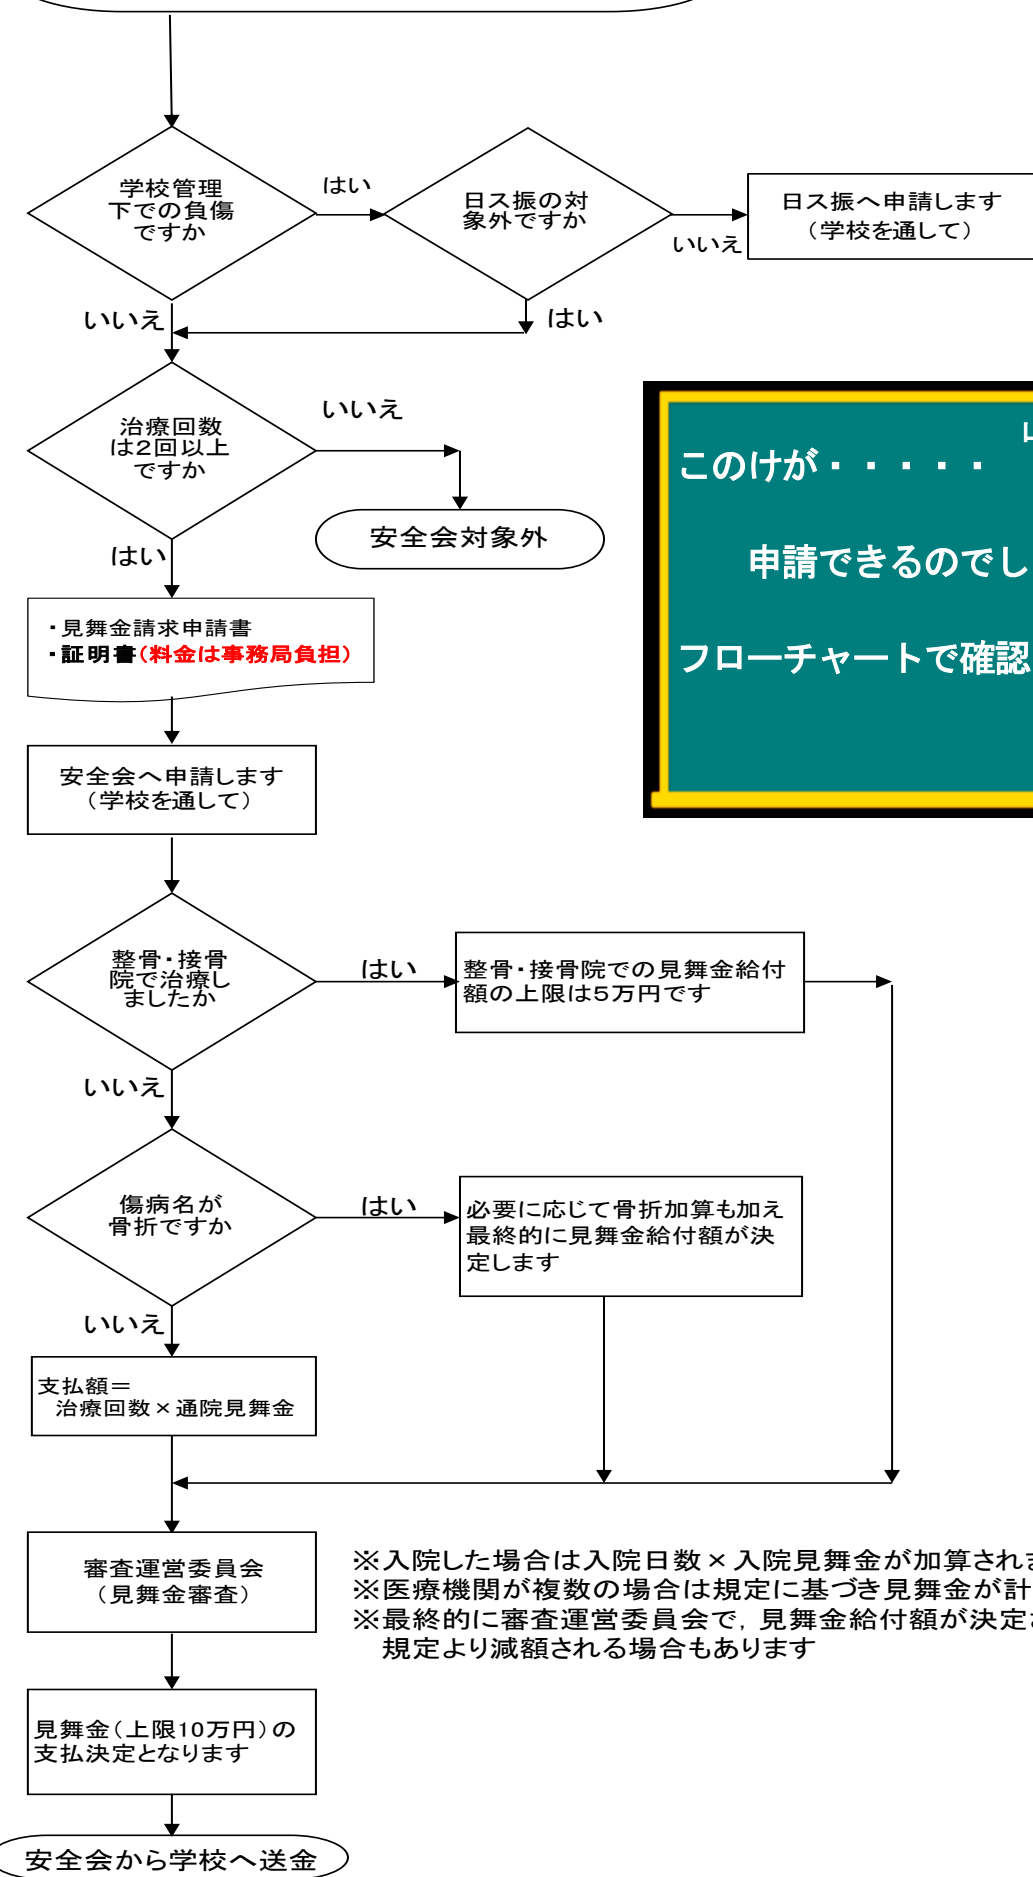 学校管理
下での負傷
ですか
はい
日ス振の対
象外ですか
いいえ
日ス振へ申請します
（学校を通して）
いいえ
はい
治療回数
は2回以上
ですか
いいえ
安全会対象外
はい
このけが・・・・・
申請できるのでし
フローチャートで確認
・見舞金請求申請書
・証明書（料金は事務局負担）
安全会へ申請します
（学校を通して）
整骨・接骨
院で治療し
ましたか
はい
整骨・接骨院での見舞金給付
額の上限は5万円です
いいえ
傷病名が
骨折ですか
はい
必要に応じて骨折加算も加え
最終的に見舞金給付額が決
定します
いいえ
支払額＝
治療回数×通院見舞金
審査運営委員会
（見舞金審査）
※入院した場合は入院日数×入院見舞金が加算されま
※医療機関が複数の場合は規定に基づき見舞金が計
※最終的に審査運営委員会で，見舞金給付額が決定さ
規定より減額される場合もあります
見舞金（上限10万円）の
支払決定となります
安全会から学校へ送金